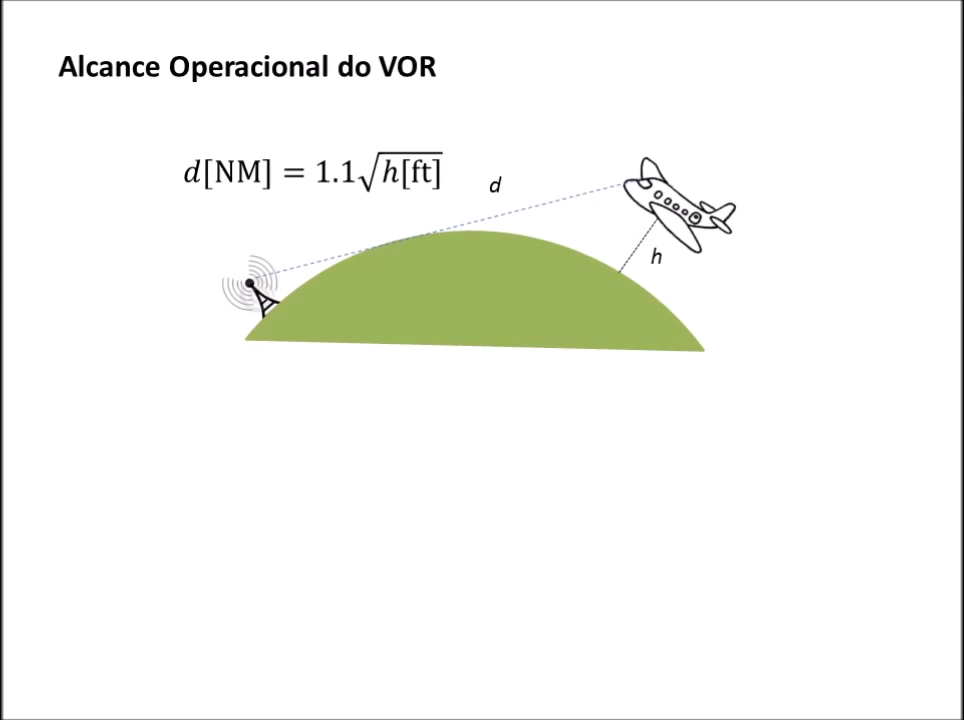 Alcance Operacional do VOR
d[NM] = 1.1√h[ft]
d
h